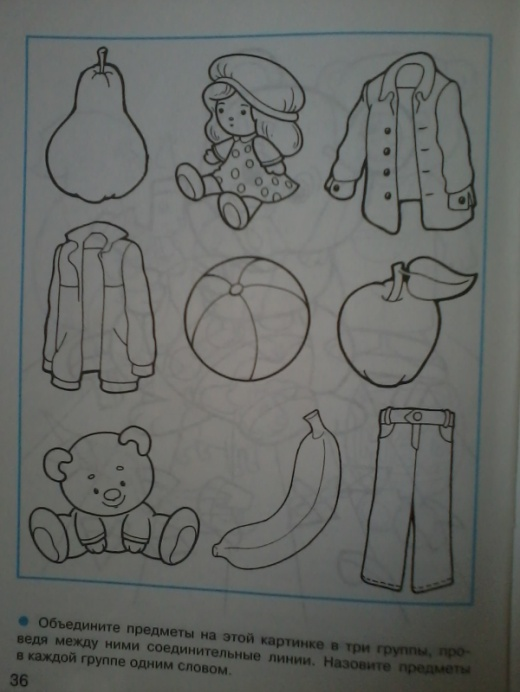 Объедините предметы на этой картинке в три группы, про-
ведя между ними соединительные линии. Назовите предметы
в каждой группе одним словом.
36